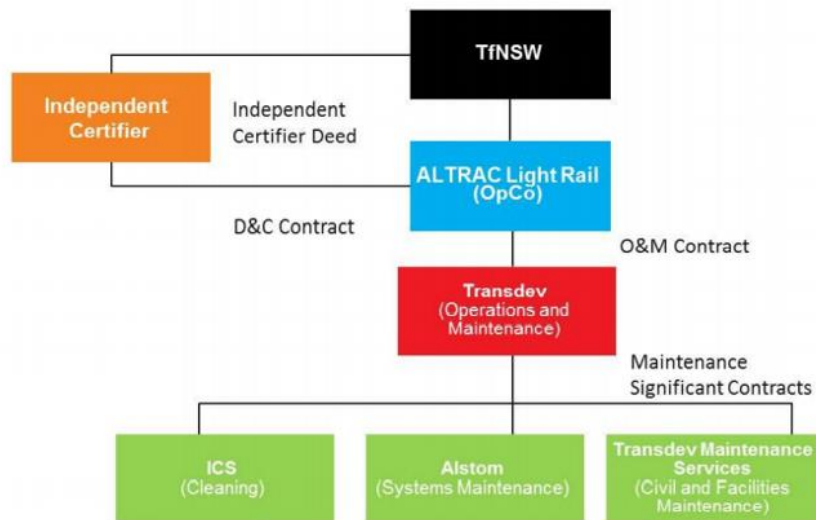 TfNSW
Independent
Certifier
Independent
Certifier Deed
ALTRAC Light Rail
(OpCo)
D&C Contract
O&M Contract
Transdev
(Operations and
Maintenance)
Maintenance
Significant Contracts
ICS
(Cleaning)
Alstom
(Systems Maintenance)
Transdev Maintenance
Services
(Civil and Facilities
Maintenance)